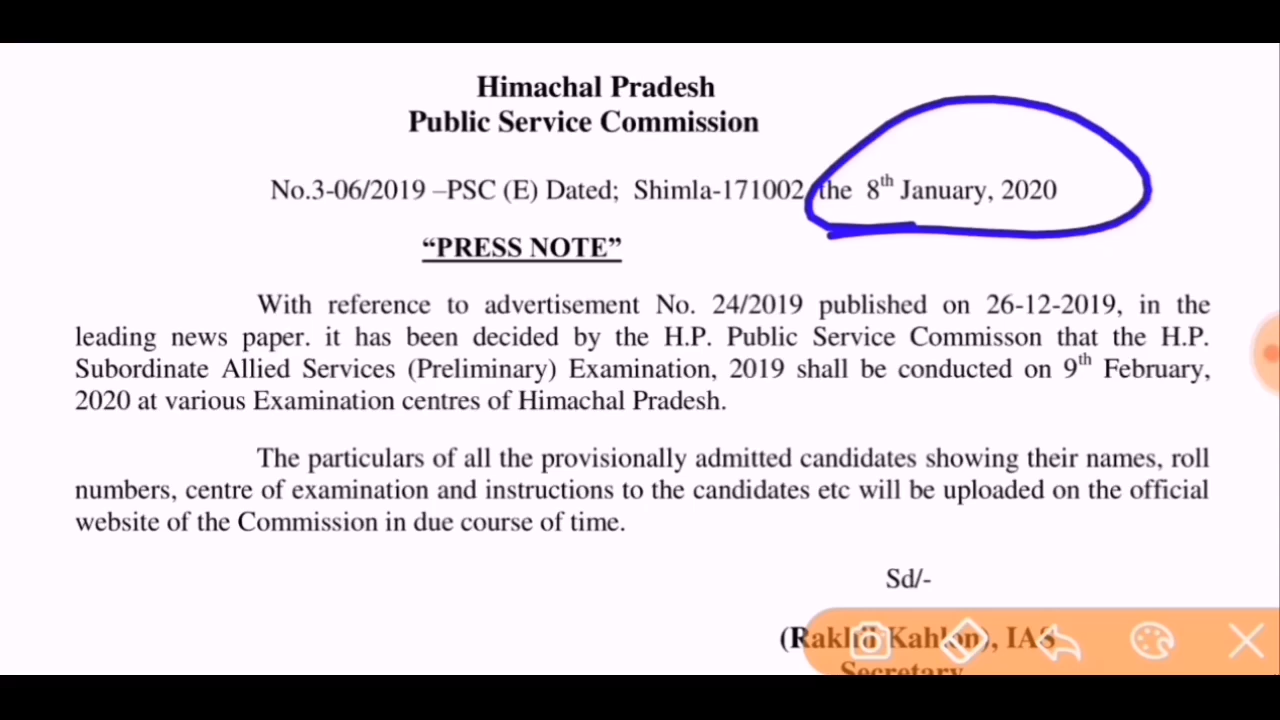 Himachal Pradesh
Public Service Commission
No.3-06/2019 –PSC (E) Dated; Shimla-171002 the 8th January, 2020
“PRESS NOTE”
With reference to advertisement No. 24/2019 published on 26-12-2019, in the
leading news paper. it has been decided by the H.P. Public Service Commisson that the H.P.
Subordinate Allied Services (Preliminary) Examination, 2019 shall be conducted on 9th February,
2020 at various Examination centres of Himachal Pradesh.
The particulars of all the provisionally admitted candidates showing their names, roll
numbers, centre of examination and instructions to the candidates etc will be uploaded on the official
website of the Commission in due course of time.
Sd/-
(Rakhil Kahlon), IAS
Secretary